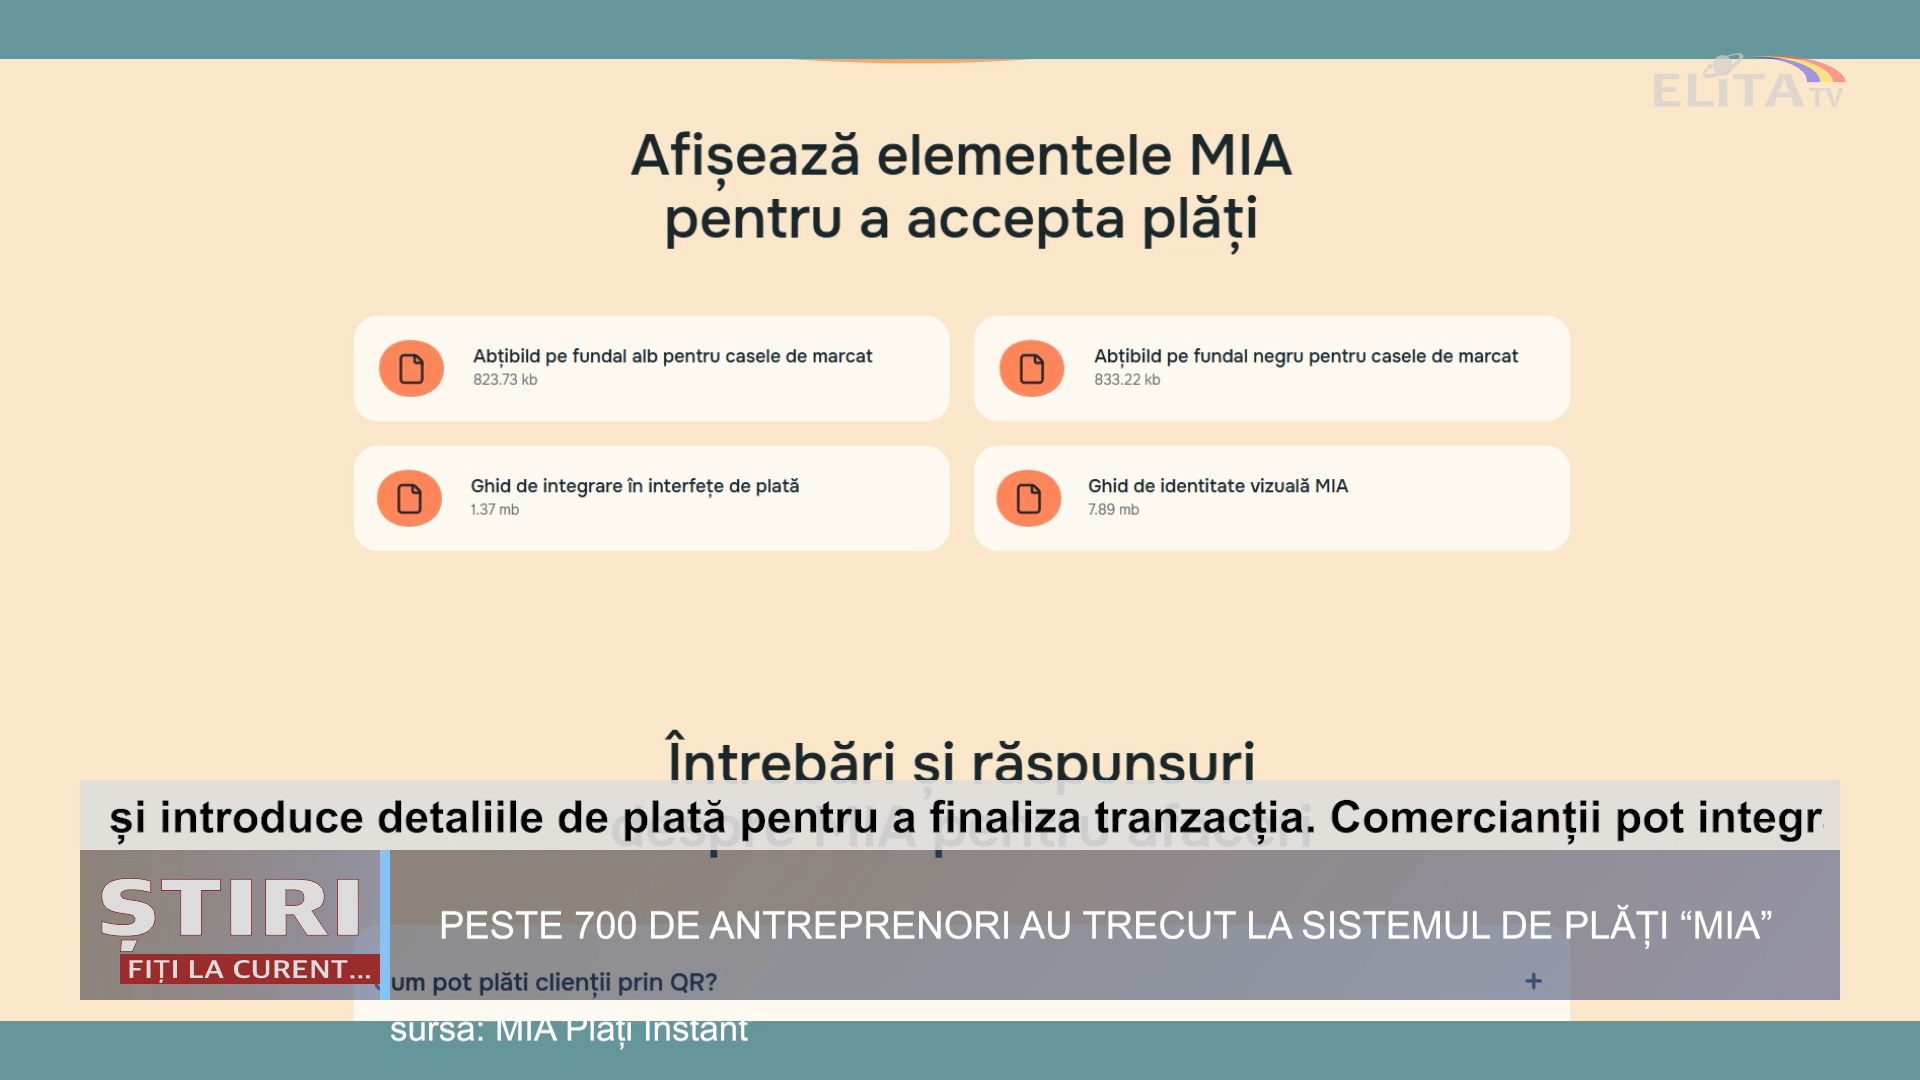 ELiTA TV
Afișează elementele MIA
pentru a accepta plăți
Abțibild pe fundal alb pentru casele de marcat
823.73 kb
Abțibild pe fundal negru pentru casele de marcat
833.22 kb
Ghid de integrare în interfețe de plată
1.37 mb
Ghid de identitate vizuală MIA
7.89 mb
Întrebări și răspunsuri
despre MIA pentru afaceri
și introduce detaliile de plată pentru a finaliza tranzacția. Comercianții pot integr
ȘTIRI
FIȚI LA CURENT...
PESTE 700 DE ANTREPRENORI AU TRECUT LA SISTEMUL DE PLĂȚI “MIA”
um pot plăti clienții prin QR?
+
sursa: MIA Plăți Instant